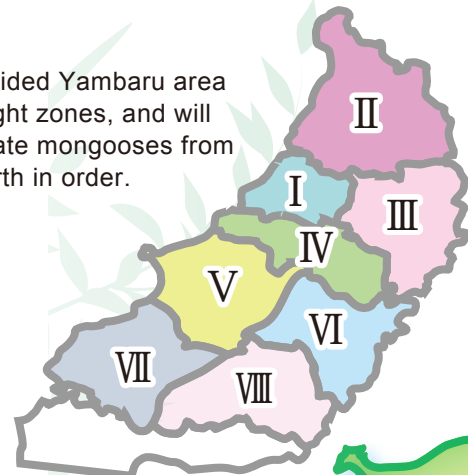 ided Yambaru area
ght zones, and will
ate mongooses from
rth in order.
Ⅱ
Ⅰ
Ⅲ
Ⅳ
Ⅴ
Ⅵ
Ⅶ
Ⅷ